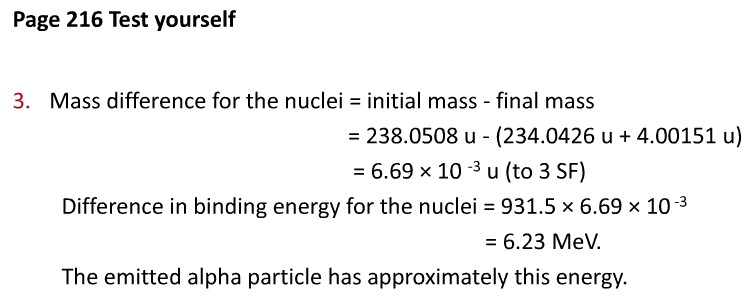 Page 216 Test yourself
3. Mass difference for the nuclei = initial mass - final mass
= 238.0508 u - (234.0426 u + 4.00151 u)
= 6.69 × 10 ⁻³ u (to 3 SF)
Difference in binding energy for the nuclei = 931.5 × 6.69 × 10 ⁻³
= 6.23 MeV.
The emitted alpha particle has approximately this energy.